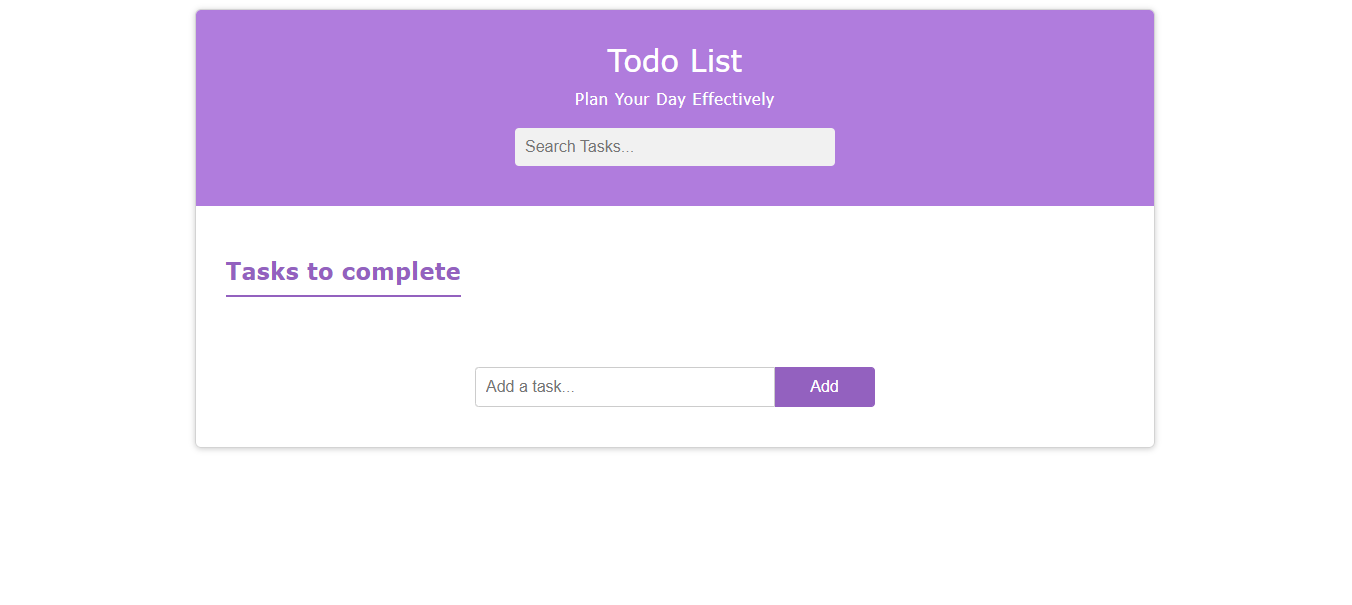 Todo List
Plan Your Day Effectively
Search Tasks...
Tasks to complete
Add a task...
Add